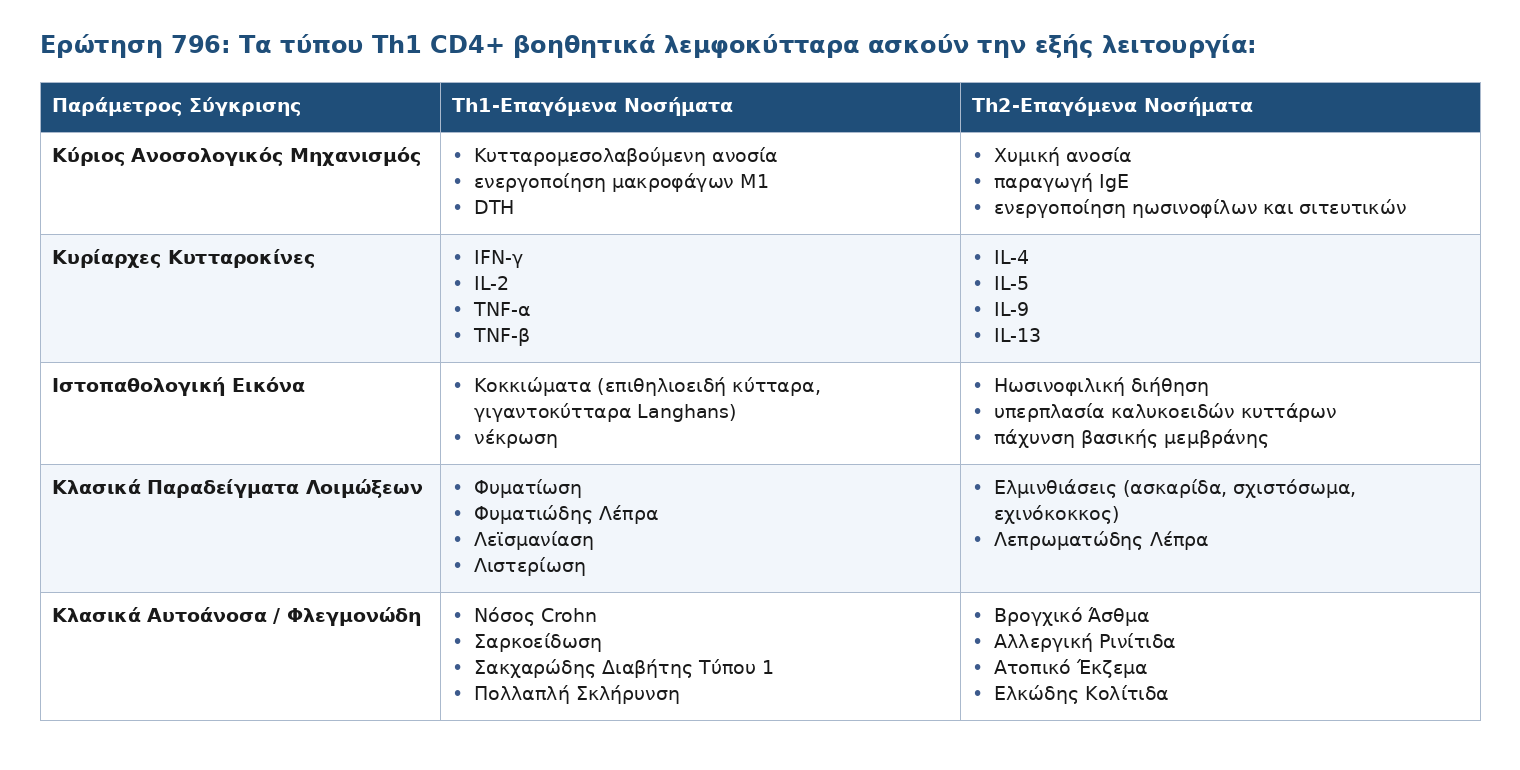 Ερώτηση 796: Τα τύπου Th1 CD4+ βοηθητικά λεμφοκύτταρα ασκούν την εξής λειτουργία:
Παράμετρος Σύγκρισης
Th1-Επαγόμενα Νοσήματα
Th2-Επαγόμενα Νοσήματα
Κύριος Ανοσολογικός Μηχανισμός
• Κυτταρομεσολαβούμενη ανοσία
• ενεργοποίηση μακροφάγων M1
• DTH
• Χυμική ανοσία
• παραγωγή IgE
• ενεργοποίηση ηωσινοφίλων και σιτευτικών
Κυρίαρχες Κυτταροκίνες
• IFN-γ
• IL-2
• TNF-α
• TNF-β
• IL-4
• IL-5
• IL-9
• IL-13
Ιστοπαθολογική Εικόνα
• Κοκκιώματα (επιθηλιοειδή κύτταρα,
γιγαντοκύτταρα Langhans)
• νέκρωση
• Ηωσινοφιλική διήθηση
• υπερπλασία καλυκοειδών κυττάρων
• πάχυνση βασικής μεμβράνης
Κλασικά Παραδείγματα Λοιμώξεων
• Φυματίωση
• Φυματιώδης Λέπρα
• Λεϊσμανίαση
• Λιστερίωση
• Ελμινθιάσεις (ασκαρίδα, σχιστόσωμα,
εχινόκοκκος)
• Λεπρωματώδης Λέπρα
Κλασικά Αυτοάνοσα / Φλεγμονώδη
• Νόσος Crohn
• Σαρκοείδωση
• Σακχαρώδης Διαβήτης Τύπου 1
• Πολλαπλή Σκλήρυνση
• Βρογχικό Άσθμα
• Αλλεργική Ρινίτιδα
• Ατοπικό Έκζεμα
• Ελκώδης Κολίτιδα